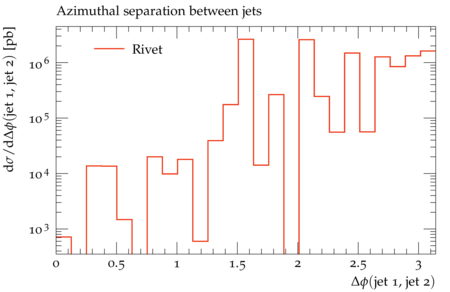 Azimuthal separation between jets
dσ/dΔϕ(jet 1, jet 2) [pb]
Rivet
10⁶
10⁵
10⁴
10³
0 0.5 1 1.5 2 2.5 3
Δϕ(jet 1, jet 2)